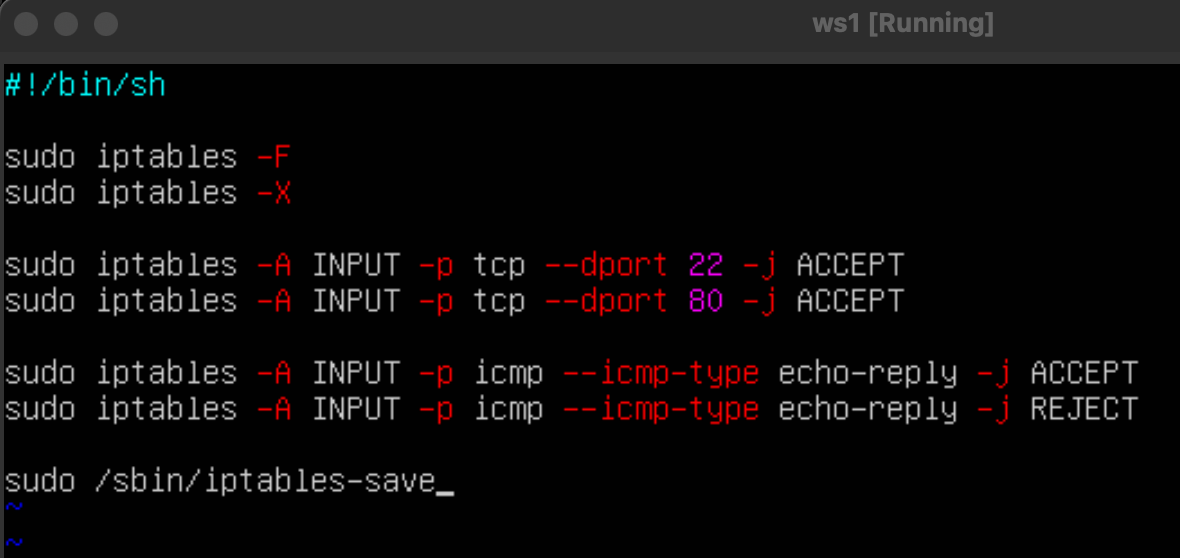 ws1 [Running]
#!/bin/sh
sudo iptables -F
sudo iptables -X
sudo iptables -A INPUT -p tcp --dport 22 -j ACCEPT
sudo iptables -A INPUT -p tcp --dport 80 -j ACCEPT
sudo iptables -A INPUT -p icmp --icmp-type echo-reply -j ACCEPT
sudo iptables -A INPUT -p icmp --icmp-type echo-reply -j REJECT
sudo /sbin/iptables-save_
~
~